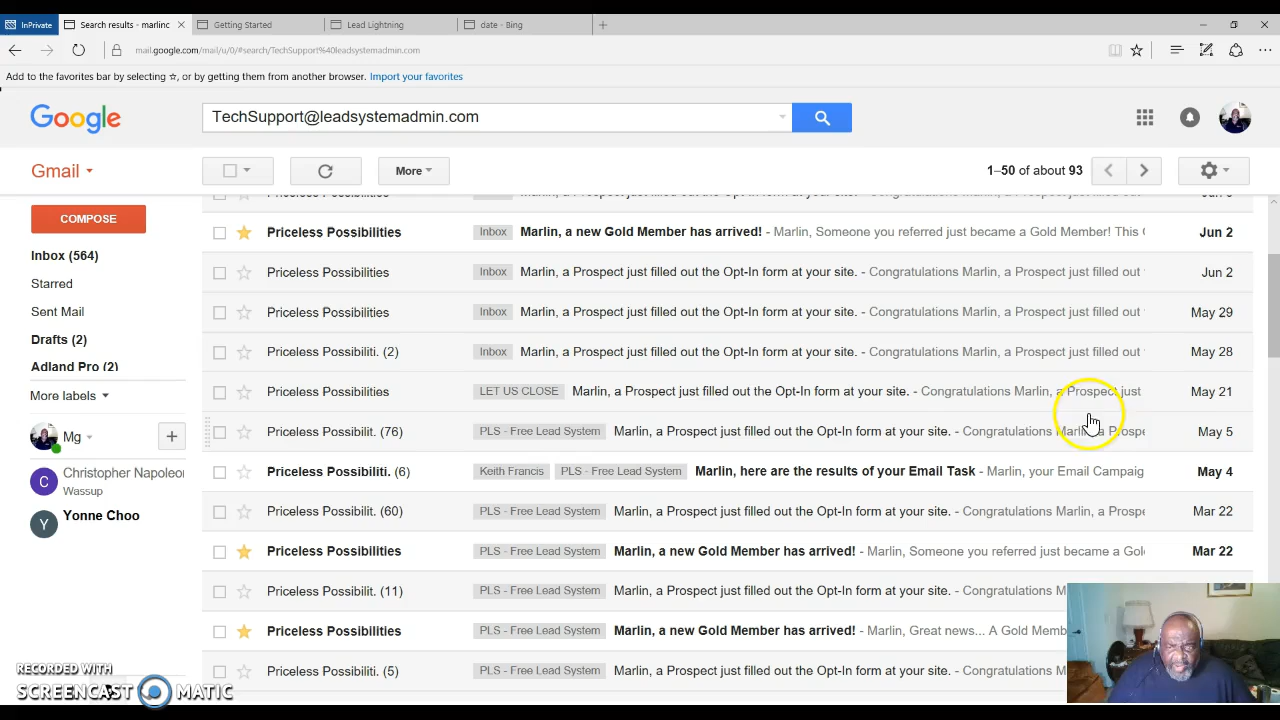 InPrivate Search results - marlinc Getting Started Lead Lightning date - Bing
mail.google.com/mail/u/0/#search/TechSupport%40leadsystemadmin.com
Add to the favorites bar by selecting ☆, or by getting them from another browser. Import your favorites
Google TechSupport@leadsystemadmin.com
Gmail More 1–50 of about 93
COMPOSE
Inbox (564)
Starred
Sent Mail
Drafts (2)
Adland Pro (2)
More labels
Mg
Christopher Napoleor
Wassup
Yonne Choo
Priceless Possibilities Inbox Marlin, a new Gold Member has arrived! - Marlin, Someone you referred just became a Gold Member! This Jun 2
Priceless Possibilities Inbox Marlin, a Prospect just filled out the Opt-In form at your site. - Congratulations Marlin, a Prospect just filled out Jun 2
Priceless Possibilities Inbox Marlin, a Prospect just filled out the Opt-In form at your site. - Congratulations Marlin, a Prospect just filled out May 29
Priceless Possibiliti. (2) Inbox Marlin, a Prospect just filled out the Opt-In form at your site. - Congratulations Marlin, a Prospect just filled out May 28
Priceless Possibilities LET US CLOSE Marlin, a Prospect just filled out the Opt-In form at your site. - Congratulations Marlin, a Prospect just May 21
Priceless Possibilit. (76) PLS - Free Lead System Marlin, a Prospect just filled out the Opt-In form at your site. - Congratulations Marlin, a Prospe May 5
Priceless Possibiliti. (6) Keith Francis PLS - Free Lead System Marlin, here are the results of your Email Task - Marlin, your Email Campaig May 4
Priceless Possibilit. (60) PLS - Free Lead System Marlin, a Prospect just filled out the Opt-In form at your site. - Congratulations Marlin, a Prospe Mar 22
Priceless Possibilities PLS - Free Lead System Marlin, a new Gold Member has arrived! - Marlin, Someone you referred just became a Gol Mar 22
Priceless Possibilit. (11) PLS - Free Lead System Marlin, a Prospect just filled out the Opt-In form at your site. - Congratulations M
Priceless Possibilities PLS - Free Lead System Marlin, a new Gold Member has arrived! - Marlin, Great news... A Gold Memb
Priceless Possibiliti. (5) PLS - Free Lead System Marlin, a Prospect just filled out the Opt-In form at your site. - Congratulations M
RECORDED WITH
SCREENCAST MATIC